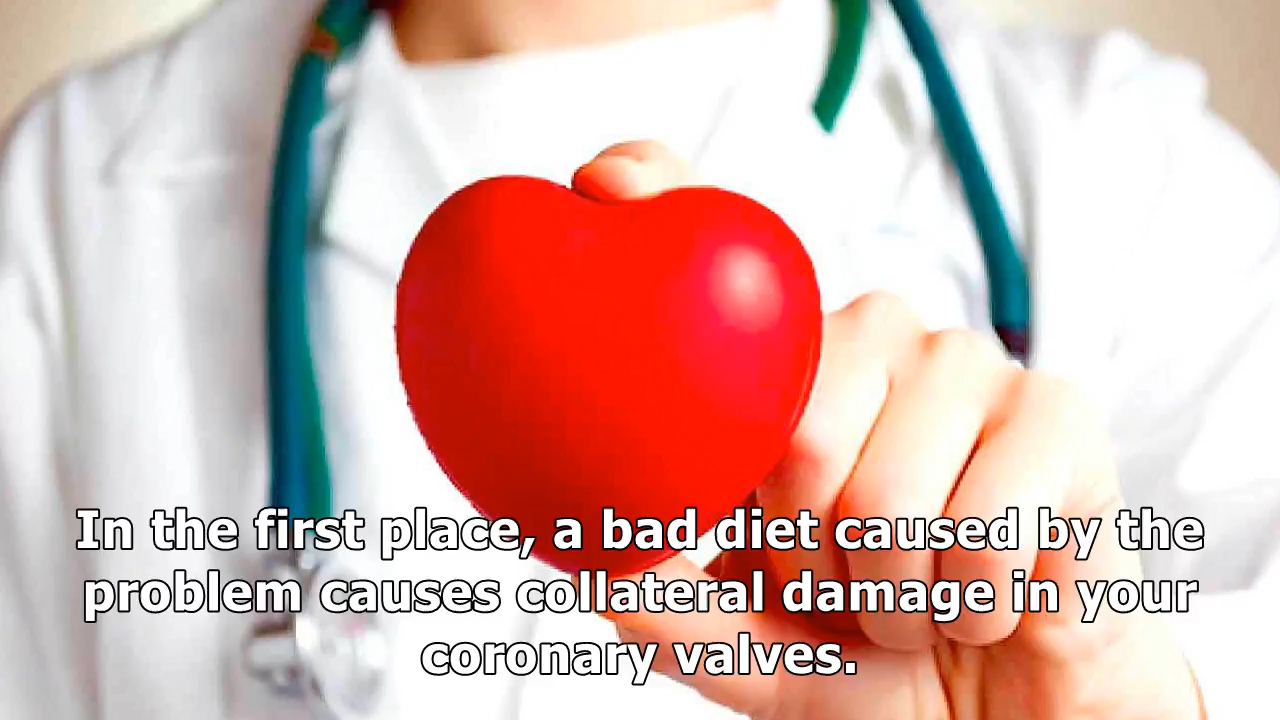 In the first place, a bad diet caused by the
problem causes collateral damage in your
coronary valves.